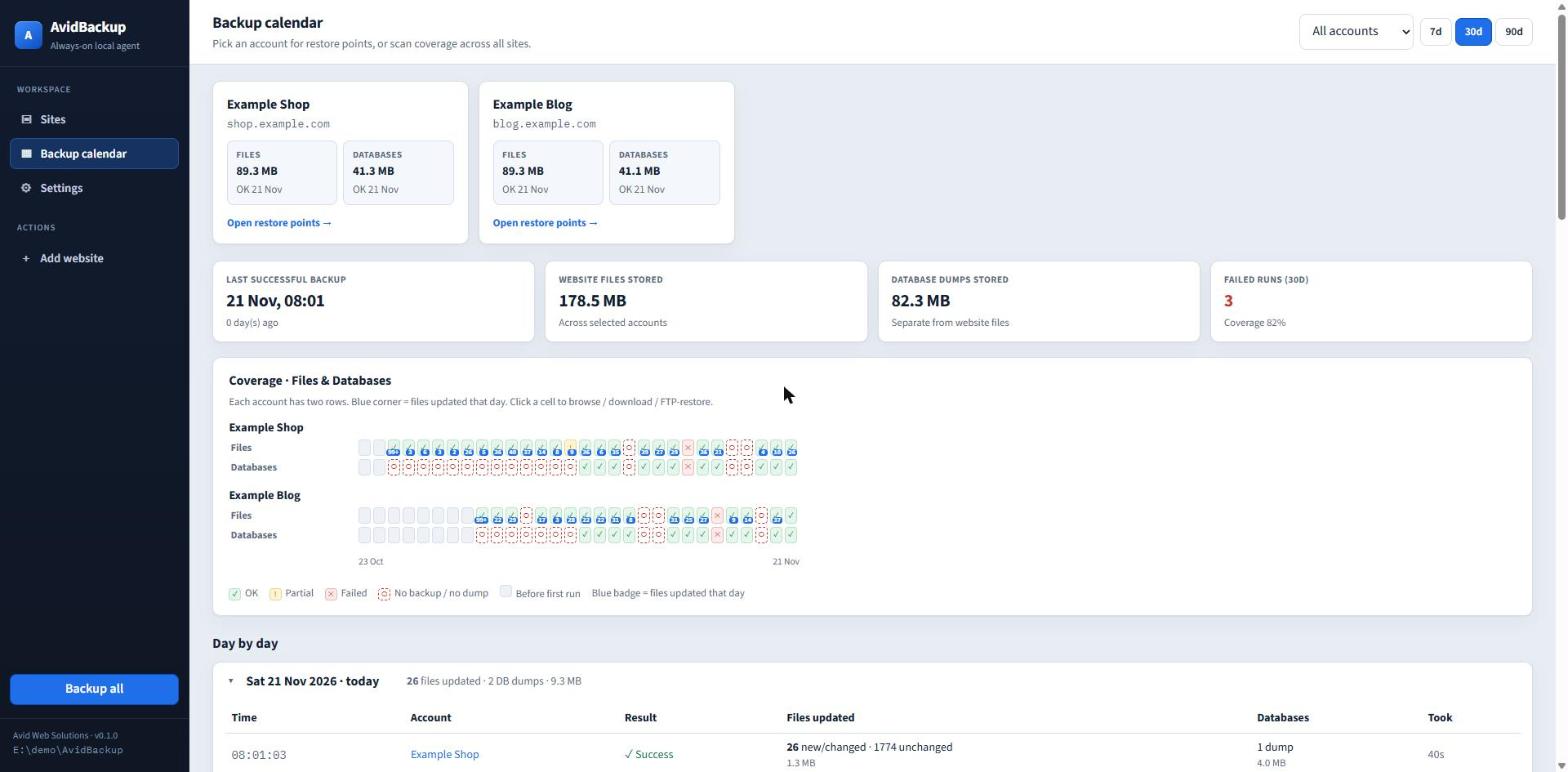 A
AvidBackup
Always-on local agent
WORKSPACE
Sites
Backup calendar
Settings
ACTIONS
+ Add website
Backup all
Avid Web Solutions · v0.1.0
E:\demo\AvidBackup
Backup calendar
Pick an account for restore points, or scan coverage across all sites.
All accounts 7d 30d 90d
Example Shop
shop.example.com
FILES
89.3 MB
OK 21 Nov
DATABASES
41.3 MB
OK 21 Nov
Open restore points →
Example Blog
blog.example.com
FILES
89.3 MB
OK 21 Nov
DATABASES
41.1 MB
OK 21 Nov
Open restore points →
LAST SUCCESSFUL BACKUP
21 Nov, 08:01
0 day(s) ago
WEBSITE FILES STORED
178.5 MB
Across selected accounts
DATABASE DUMPS STORED
82.3 MB
Separate from website files
FAILED RUNS (30D)
3
Coverage 82%
Coverage · Files & Databases
Each account has two rows. Blue corner = files updated that day. Click a cell to browse / download / FTP-restore.
Example Shop
Files
Databases
Example Blog
Files
Databases
23 Oct 21 Nov
✓ OK ! Partial × Failed No backup / no dump Before first run Blue badge = files updated that day
Day by day
▾ Sat 21 Nov 2026 · today 26 files updated · 2 DB dumps · 9.3 MB
Time Account Result Files updated Databases Took
08:01:03 Example Shop ✓ Success 26 new/changed · 1774 unchanged 1 dump 40s
1.3 MB 4.0 MB